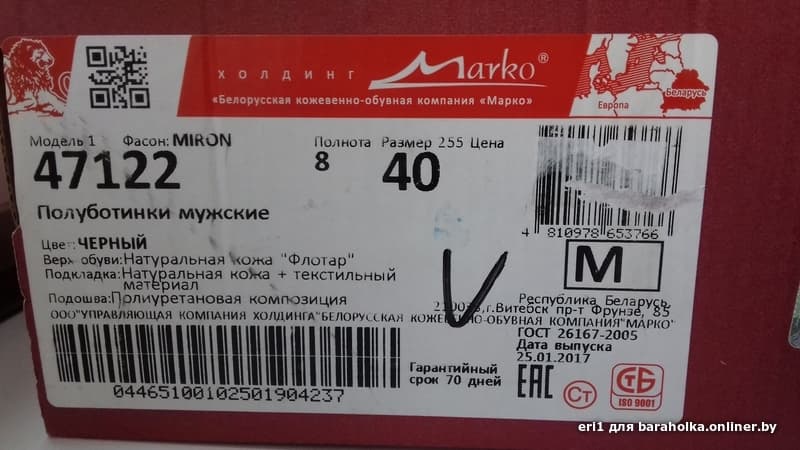 ХОЛДИНГ Marko®
«Белорусская кожевенно-обувная компания «Марко»
Европа
Беларусь
Модель 1 Фасон: MIRON Полнота Размер 255 Цена
47122 8 40
Полуботинки мужские
4 810978 653766
Цвет: ЧЕРНЫЙ
Верх обуви: Натуральная кожа "Флотар"
Подкладка: Натуральная кожа + текстильный
материал
M
Подошва: Полиуретановая композиция
Республика Беларусь,
г.Витебск пр-т Фрунзе, 85
ООО"УПРАВЛЯЮЩАЯ КОМПАНИЯ ХОЛДИНГА"БЕЛОРУССКАЯ КОЖЕВЕННО-ОБУВНАЯ КОМПАНИЯ"МАРКО"
ГОСТ 26167-2005
Дата выпуска
25.01.2017
Гарантийный
срок 70 дней
04465100102501904237
EAC
Ст
СТБ
ISO 9001
eri1 для baraholka.onliner.by